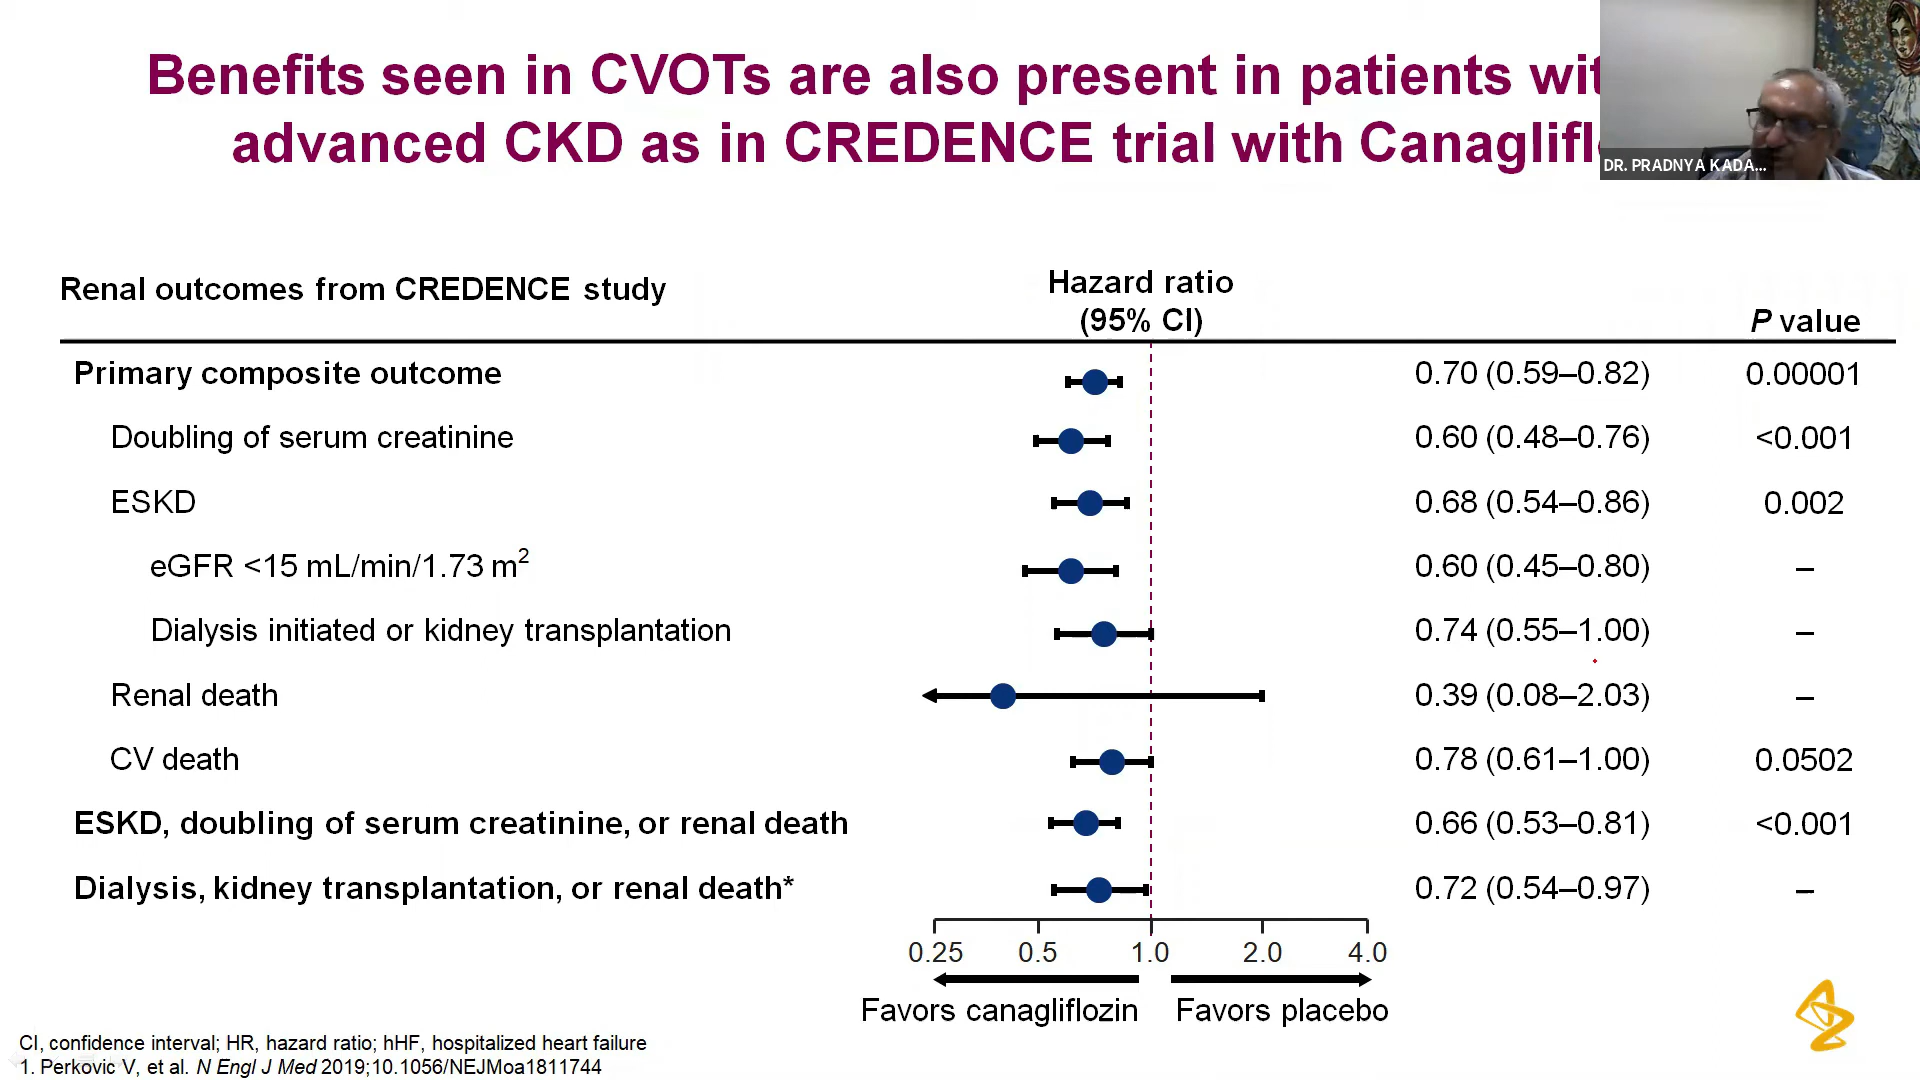 Benefits seen in CVOTs are also present in patients
advanced CKD as in CREDENCE trial with
DR. PRADNYA KADA...
Renal outcomes from CREDENCE study
Hazard ratio
(95% CI)
P value
Primary composite outcome 0.70 (0.59–0.82) 0.00001
Doubling of serum creatinine 0.60 (0.48–0.76) <0.001
ESKD 0.68 (0.54–0.86) 0.002
eGFR <15 mL/min/1.73 m² 0.60 (0.45–0.80) –
Dialysis initiated or kidney transplantation 0.74 (0.55–1.00) –
Renal death 0.39 (0.08–2.03) –
CV death 0.78 (0.61–1.00) 0.0502
ESKD, doubling of serum creatinine, or renal death 0.66 (0.53–0.81) <0.001
Dialysis, kidney transplantation, or renal death* 0.72 (0.54–0.97) –
0.25 0.5 1.0 2.0 4.0
Favors canagliflozin Favors placebo
CI, confidence interval; HR, hazard ratio; hHF, hospitalized heart failure
1. Perkovic V, et al. N Engl J Med 2019;10.1056/NEJMoa1811744